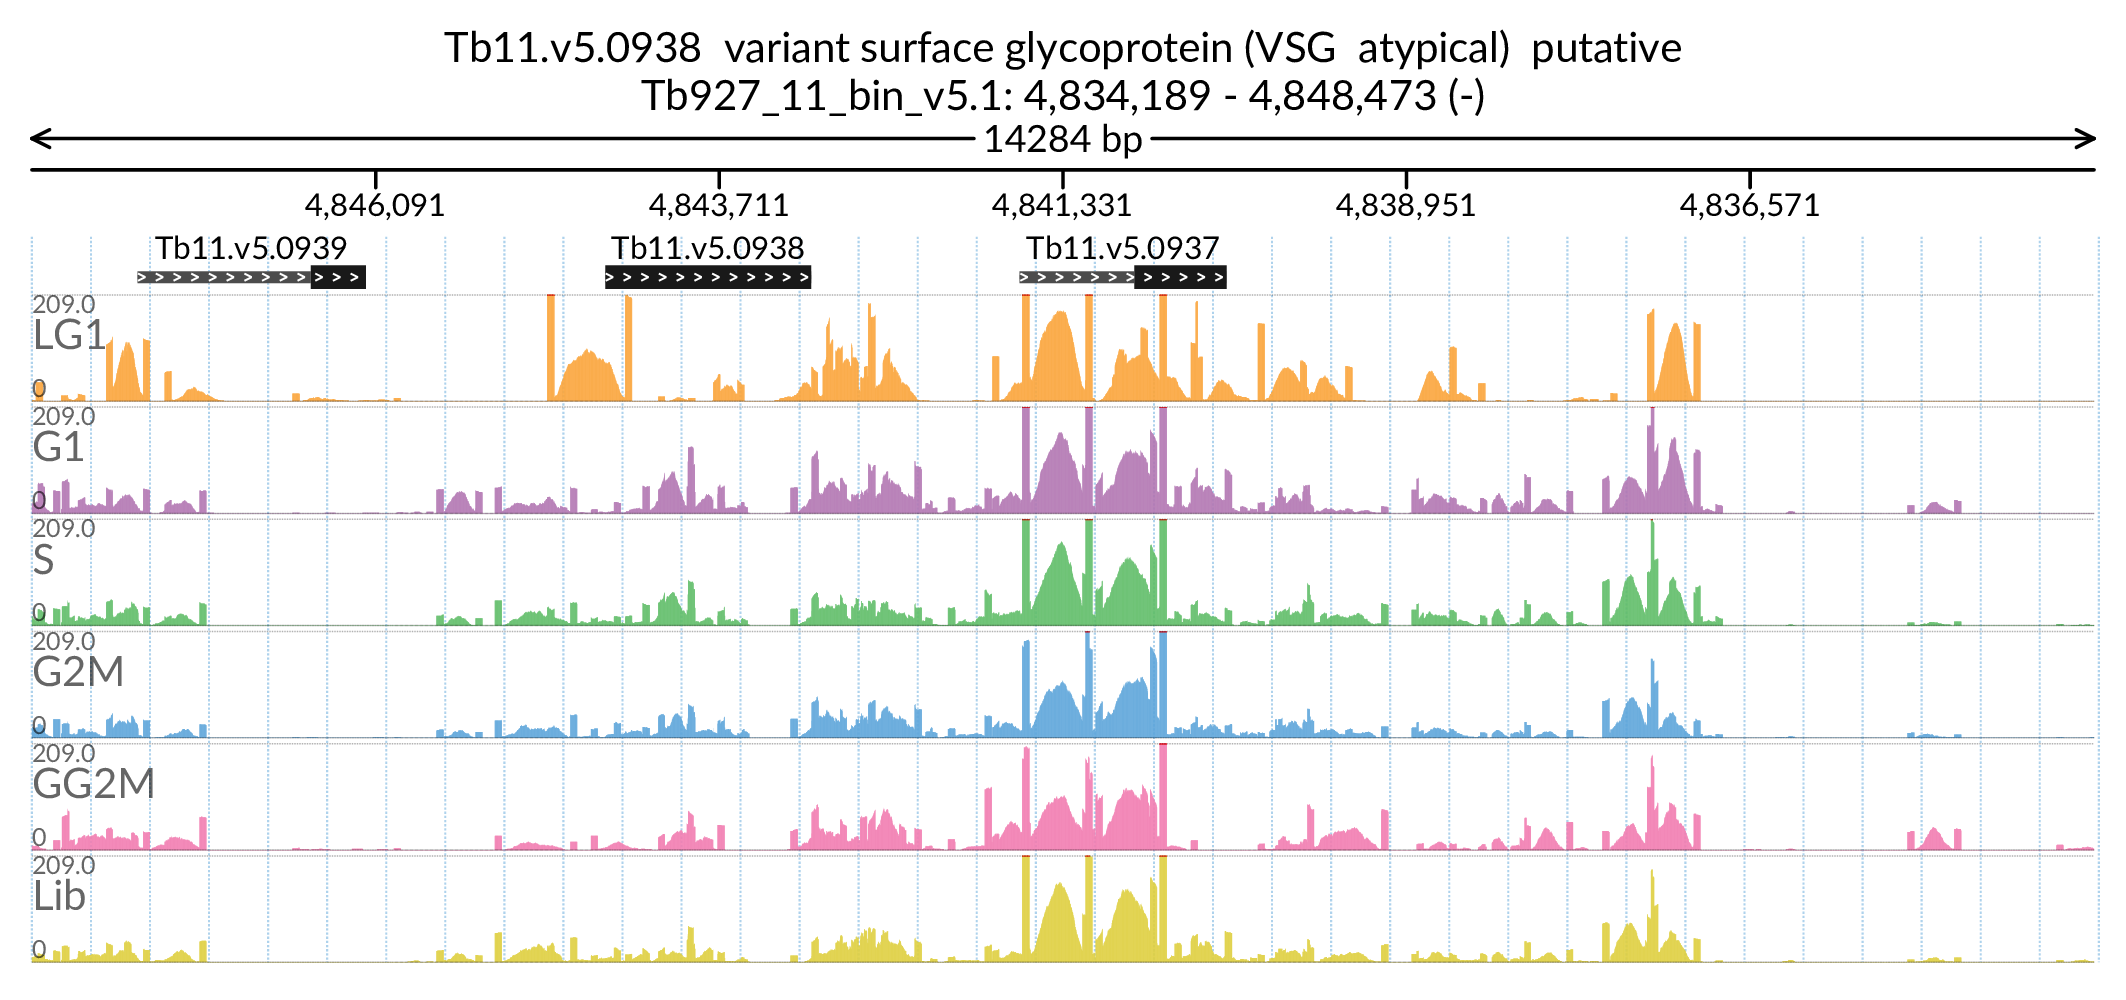 Tb11.v5.0938 variant surface glycoprotein (VSG atypical) putative
Tb927_11_bin_v5.1: 4,834,189 - 4,848,473 (-)
14284 bp
4,846,091 4,843,711 4,841,331 4,838,951 4,836,571
Tb11.v5.0939 Tb11.v5.0938 Tb11.v5.0937
209.0
LG1
0
209.0
G1
0
209.0
S
0
209.0
G2M
0
209.0
GG2M
0
209.0
Lib
0